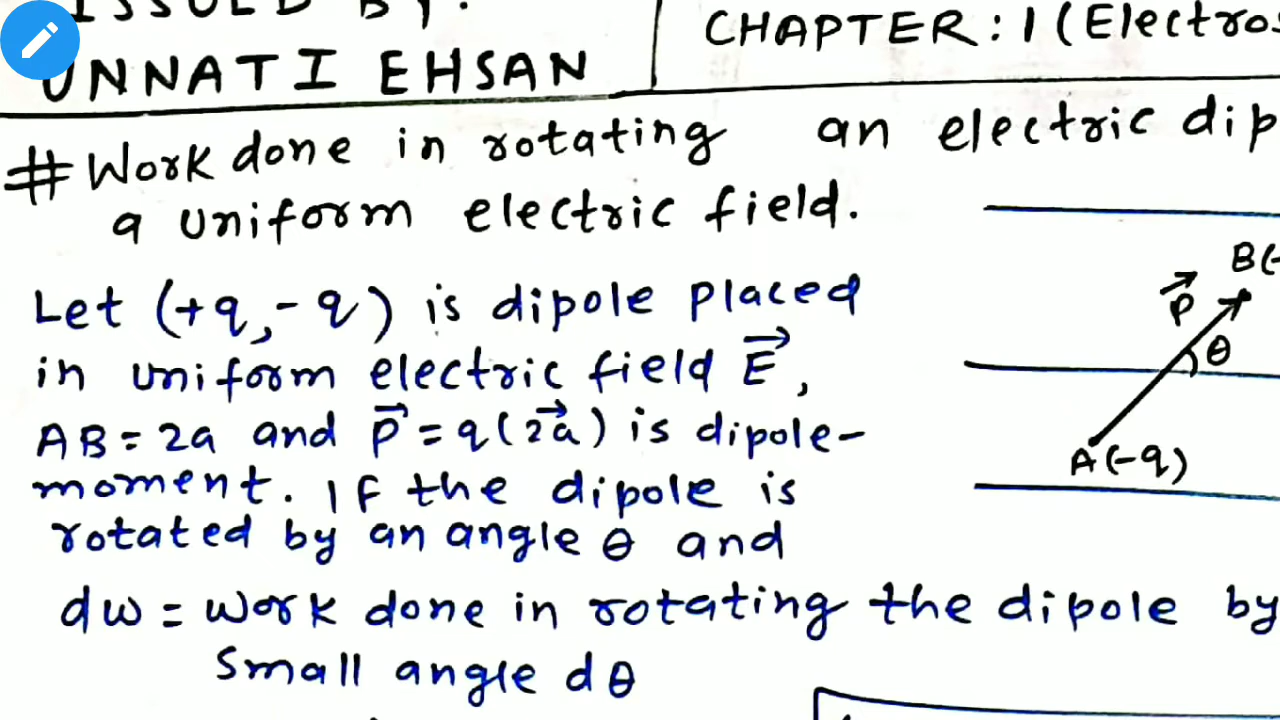 ISSUED BY:
UNNATI EHSAN
CHAPTER : 1 (Electros
# Work done in rotating an electric dip
a uniform electric field.
Let (+q, -q) is dipole placed
in uniform electric field E⃗,
AB = 2a and p⃗ = q(2a⃗) is dipole-
moment. If the dipole is
rotated by an angle θ and
dw = work done in rotating the dipole by
small angle dθ
B(
p⃗
θ
A(-q)